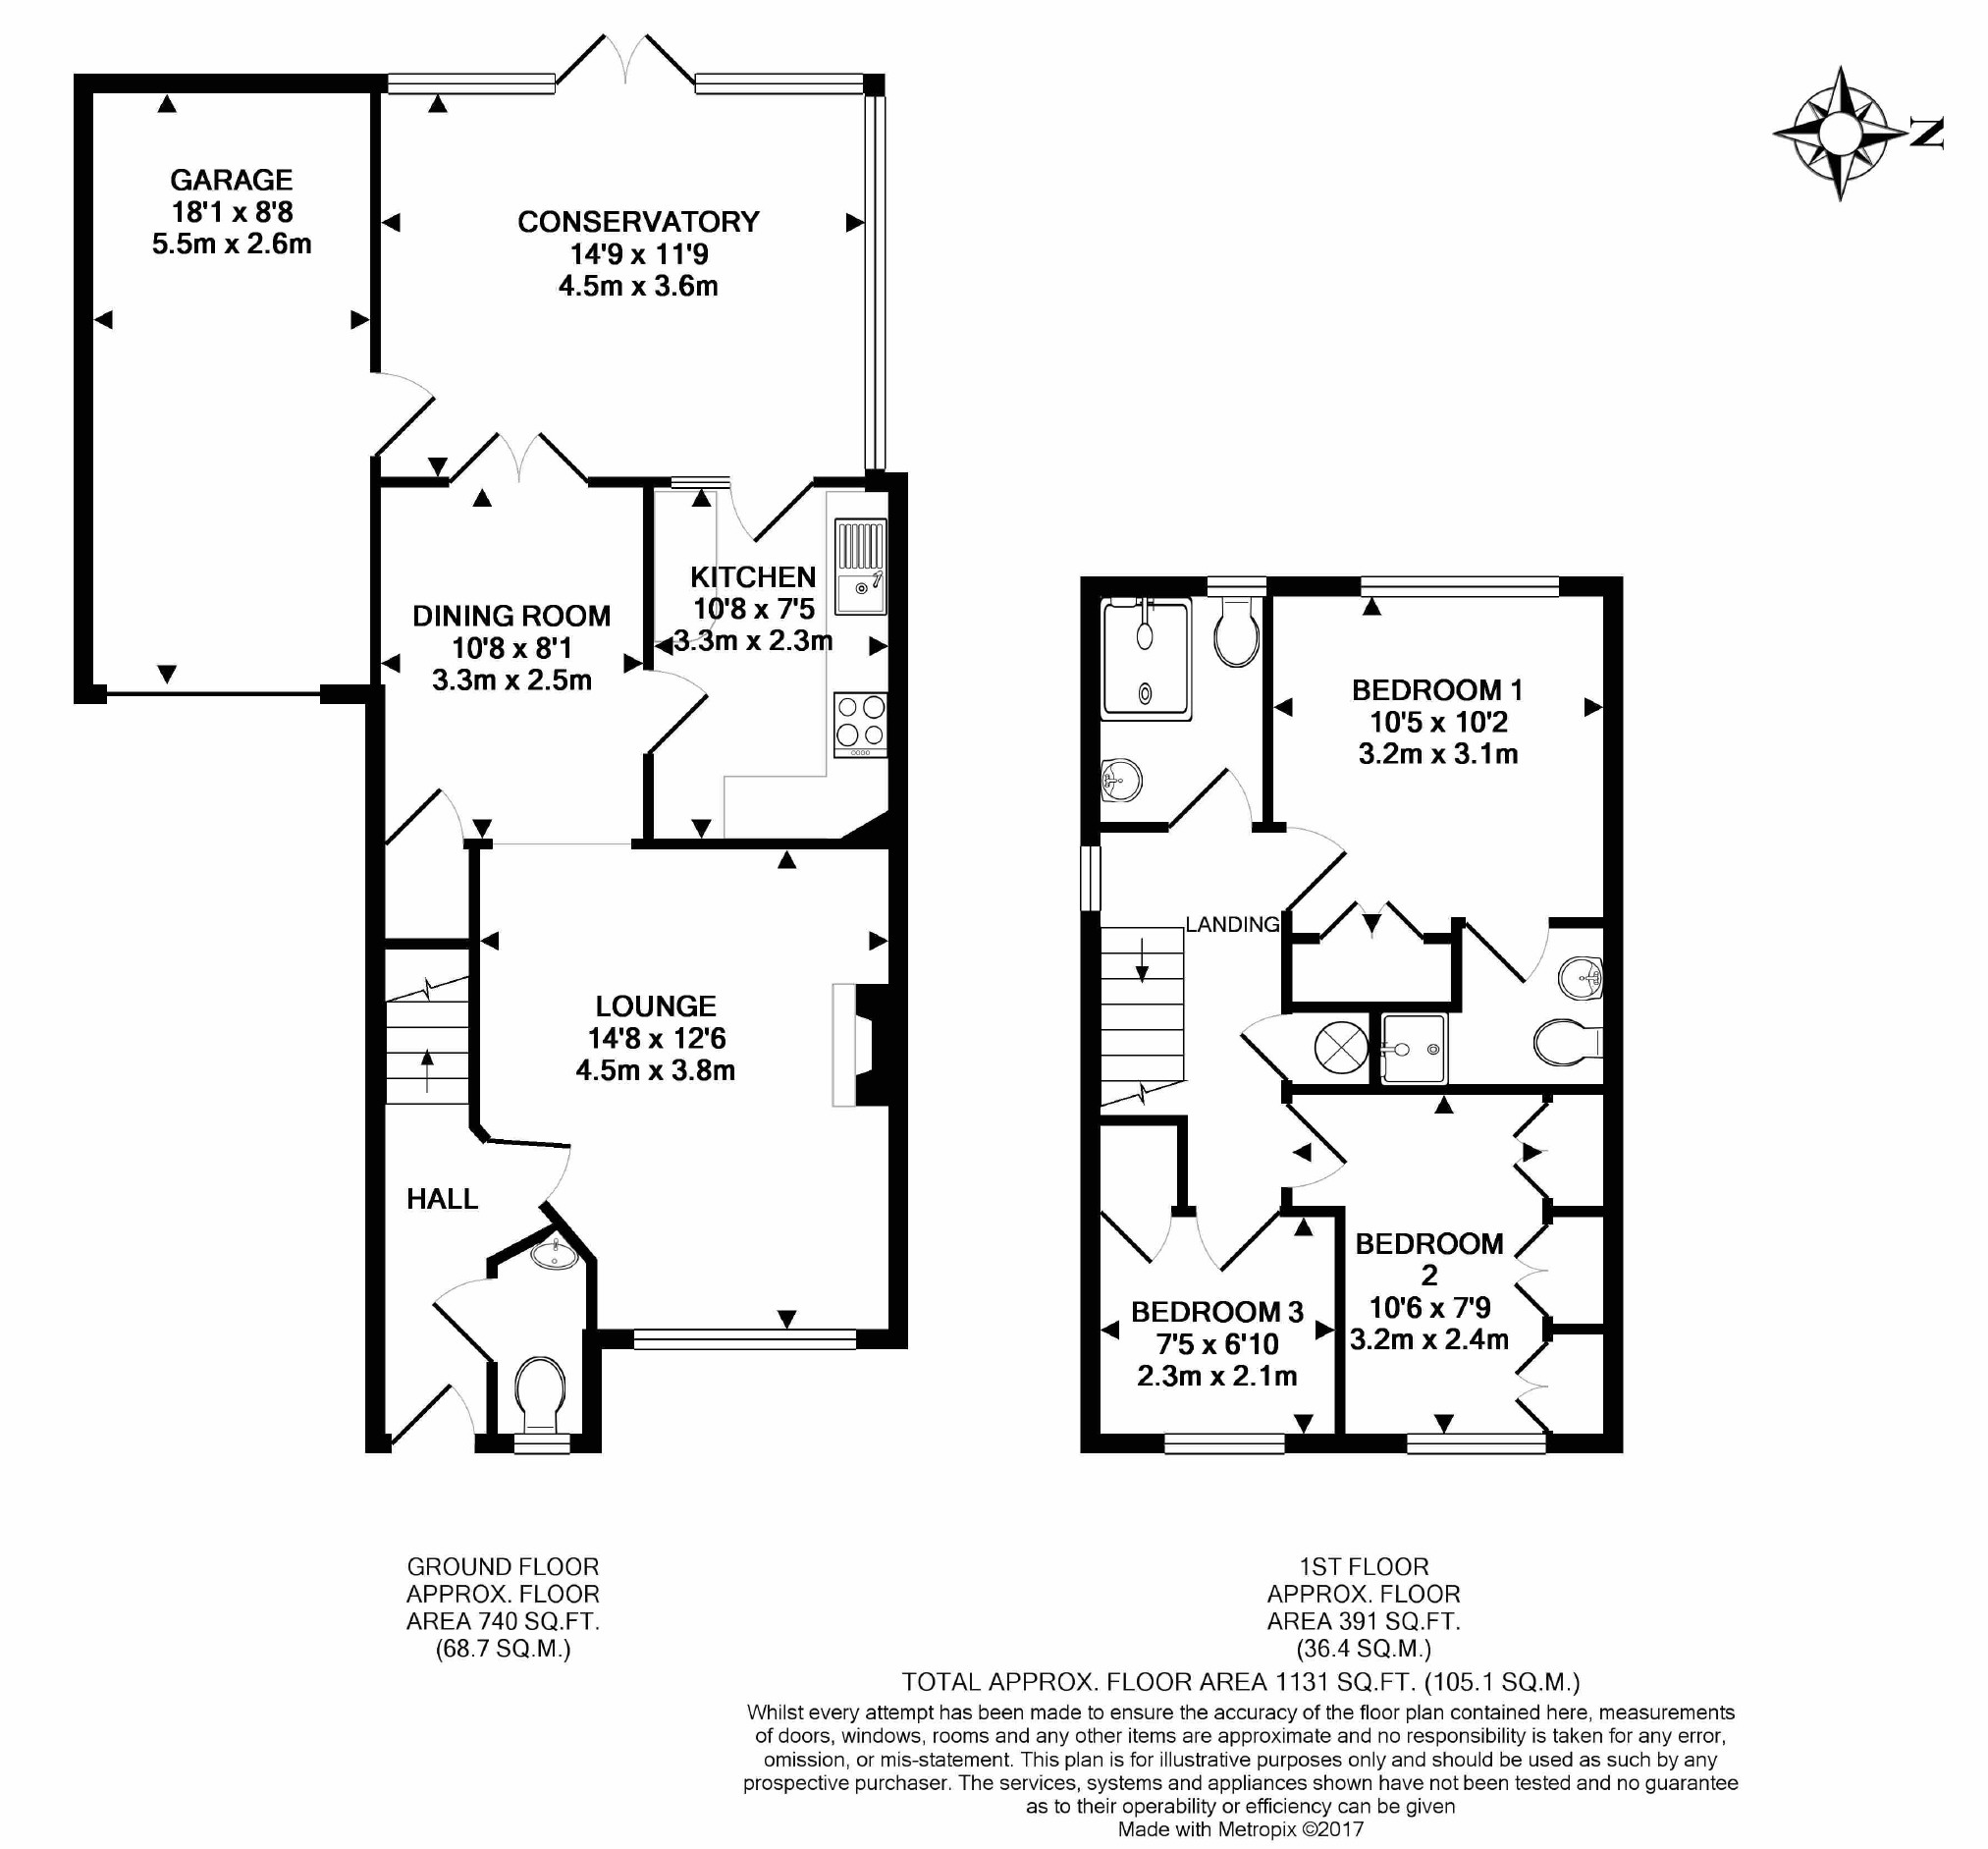 GARAGE
18'1 x 8'8
5.5m x 2.6m
CONSERVATORY
14'9 x 11'9
4.5m x 3.6m
N
DINING ROOM
10'8 x 8'1
3.3m x 2.5m
KITCHEN
10'8 x 7'5
3.3m x 2.3m
LOUNGE
14'8 x 12'6
4.5m x 3.8m
HALL
BEDROOM 1
10'5 x 10'2
3.2m x 3.1m
LANDING
BEDROOM
2
10'6 x 7'9
3.2m x 2.4m
BEDROOM 3
7'5 x 6'10
2.3m x 2.1m
GROUND FLOOR
APPROX. FLOOR
AREA 740 SQ.FT.
(68.7 SQ.M.)
1ST FLOOR
APPROX. FLOOR
AREA 391 SQ.FT.
(36.4 SQ.M.)
TOTAL APPROX. FLOOR AREA 1131 SQ.FT. (105.1 SQ.M.)
Whilst every attempt has been made to ensure the accuracy of the floor plan contained here, measurements
of doors, windows, rooms and any other items are approximate and no responsibility is taken for any error,
omission, or mis-statement. This plan is for illustrative purposes only and should be used as such by any
prospective purchaser. The services, systems and appliances shown have not been tested and no guarantee
as to their operability or efficiency can be given
Made with Metropix ©2017